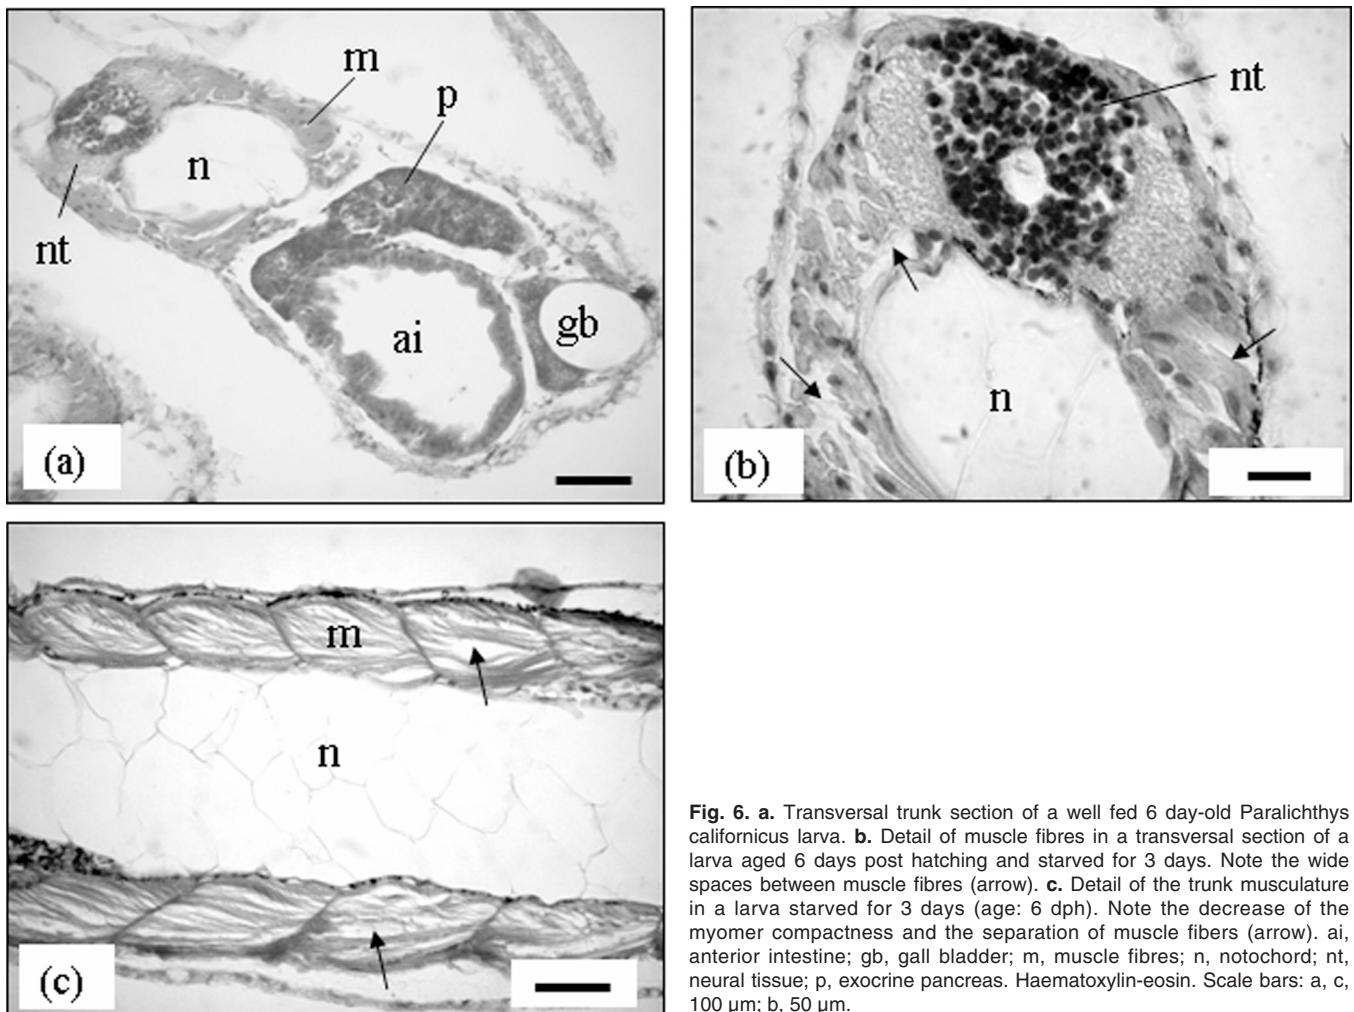 m
p
n
nt
ai
gb
(a)
nt
n
(b)
m
n
(c)
Fig. 6. a. Transversal trunk section of a well fed 6 day-old Paralichthys
californicus larva. b. Detail of muscle fibres in a transversal section of a
larva aged 6 days post hatching and starved for 3 days. Note the wide
spaces between muscle fibres (arrow). c. Detail of the trunk musculature
in a larva starved for 3 days (age: 6 dph). Note the decrease of the
myomer compactness and the separation of muscle fibers (arrow). ai,
anterior intestine; gb, gall bladder; m, muscle fibres; n, notochord; nt,
neural tissue; p, exocrine pancreas. Haematoxylin-eosin. Scale bars: a, c,
100 µm; b, 50 µm.